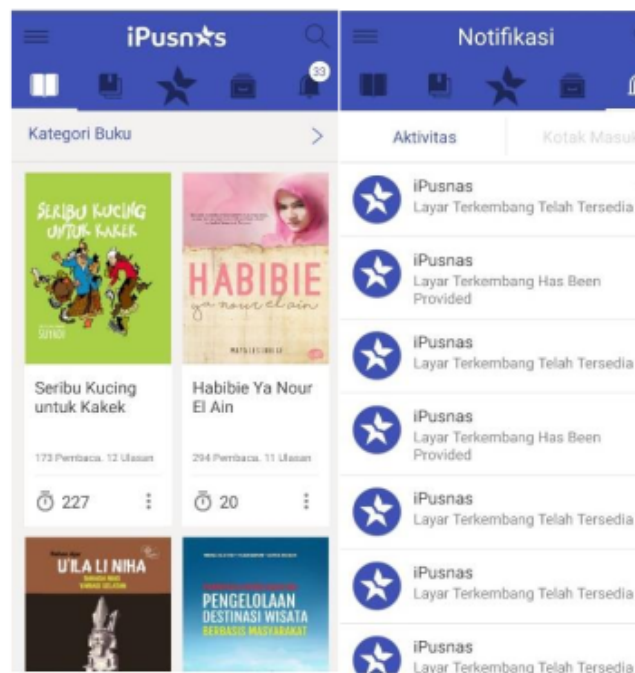 iPusnas
33
Kategori Buku
SERIBU KUCING
UNTUK KAKEK
SUYADI
HABIBIE
ya nour el ain
Seribu Kucing
untuk Kakek
Habibie Ya Nour
El Ain
173 Pembaca. 12 Ulasan
294 Pembaca. 11 Ulasan
227
20
U'ILA LI NIHA
PENGELOLAAN
DESTINASI WISATA
BERBASIS MASYARAKAT
Notifikasi
Aktivitas
Kotak Masuk
iPusnas
Layar Terkembang Telah Tersedia
iPusnas
Layar Terkembang Has Been
Provided
iPusnas
Layar Terkembang Telah Tersedia
iPusnas
Layar Terkembang Has Been
Provided
iPusnas
Layar Terkembang Telah Tersedia
iPusnas
Layar Terkembang Telah Tersedia
iPusnas
Layar Terkembang Telah Tersedia